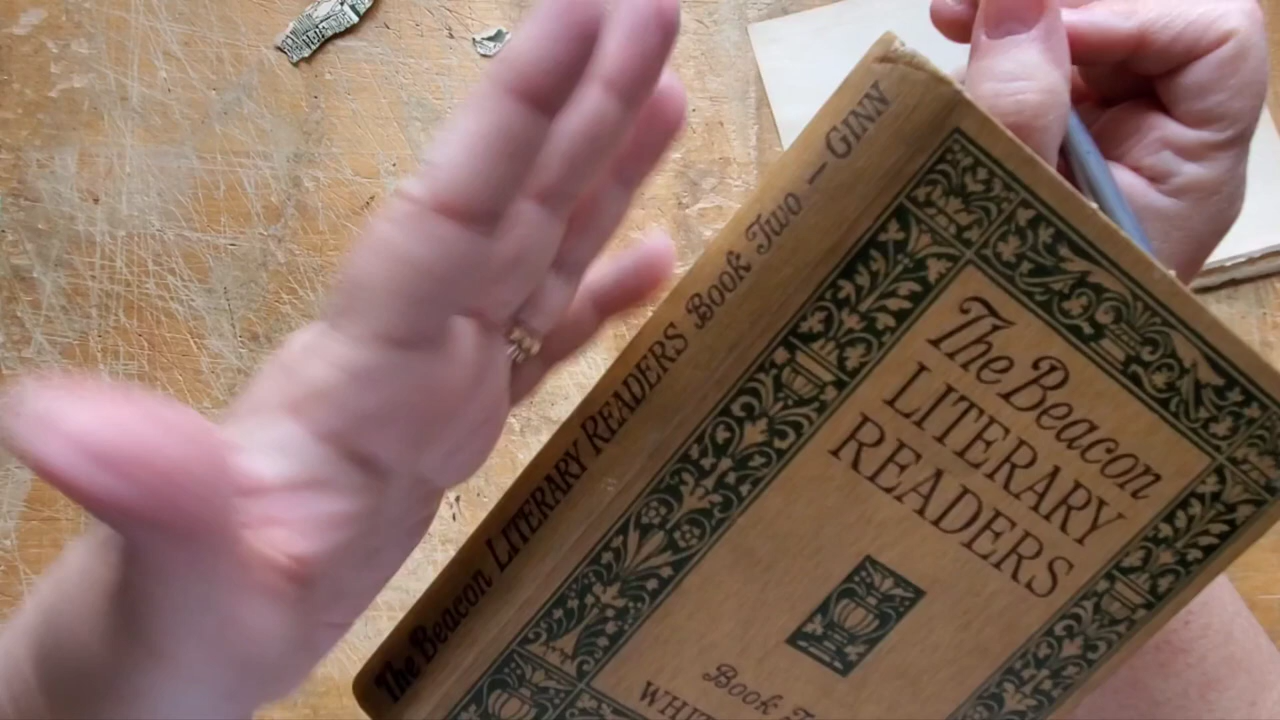 The Beacon LITERARY READERS Book Two — GINN
The Beacon
LITERARY
READERS
Book